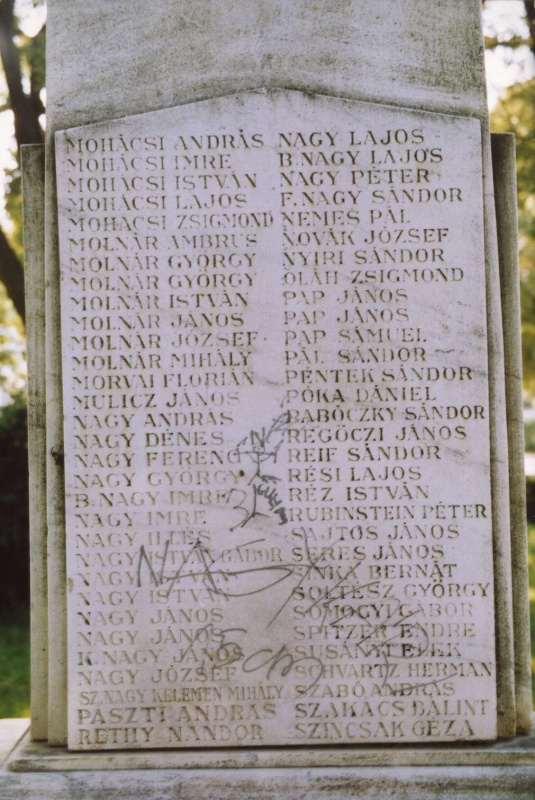 MOHÁCSI ANDRÁS
MOHÁCSI IMRE
MOHÁCSI ISTVÁN
MOHÁCSI LAJOS
MOHÁCSI ZSIGMOND
MOLNÁR AMBRUS
MOLNÁR GYÖRGY
MOLNÁR GYÖRGY
MOLNÁR ISTVÁN
MOLNÁR JÁNOS
MOLNÁR JÓZSEF
MOLNÁR MIHÁLY
MORVAI FLORIÁN
MULICZ JÁNOS
NAGY ANDRÁS
NAGY DÉNES
NAGY FERENC
NAGY GYÖRGY
B. NAGY IMRE
NAGY IMRE
NAGY ILLÉS
NAGY ISTVÁN GÁBOR
NAGY
NAGY ISTVÁN
NAGY JÁNOS
NAGY JÁNOS
K. NAGY JÁNOS
NAGY JÓZSEF
SZ. NAGY KELEMEN MIHÁLY
PÁSZTI ANDRÁS
RÉTHY NÁNDOR
NAGY LAJOS
B. NAGY LAJOS
NAGY PÉTER
F. NAGY SÁNDOR
NEMES PÁL
NOVÁK JÓZSEF
NYIRI SÁNDOR
OLÁH ZSIGMOND
PAP JÁNOS
PAP JÁNOS
PAP SÁMUEL
PÁL SÁNDOR
PÉNTEK SÁNDOR
PÓKA DÁNIEL
BABÓCZKY SÁNDOR
REGŐCZI JÁNOS
REIF SÁNDOR
RÉSI LAJOS
RÉZ ISTVÁN
RUBINSTEIN PÉTER
SAJTOS JÁNOS
SERES JÁNOS
SINKA BERNÁT
SOLTÉSZ GYÖRGY
SOMOGYI GÁBOR
SPITZER ENDRE
SUSÁNYI ELEK
SCHVARTZ HERMAN
SZABÓ ANDRÁS
SZAKÁCS BÁLINT
SZINCSAK GÉZA